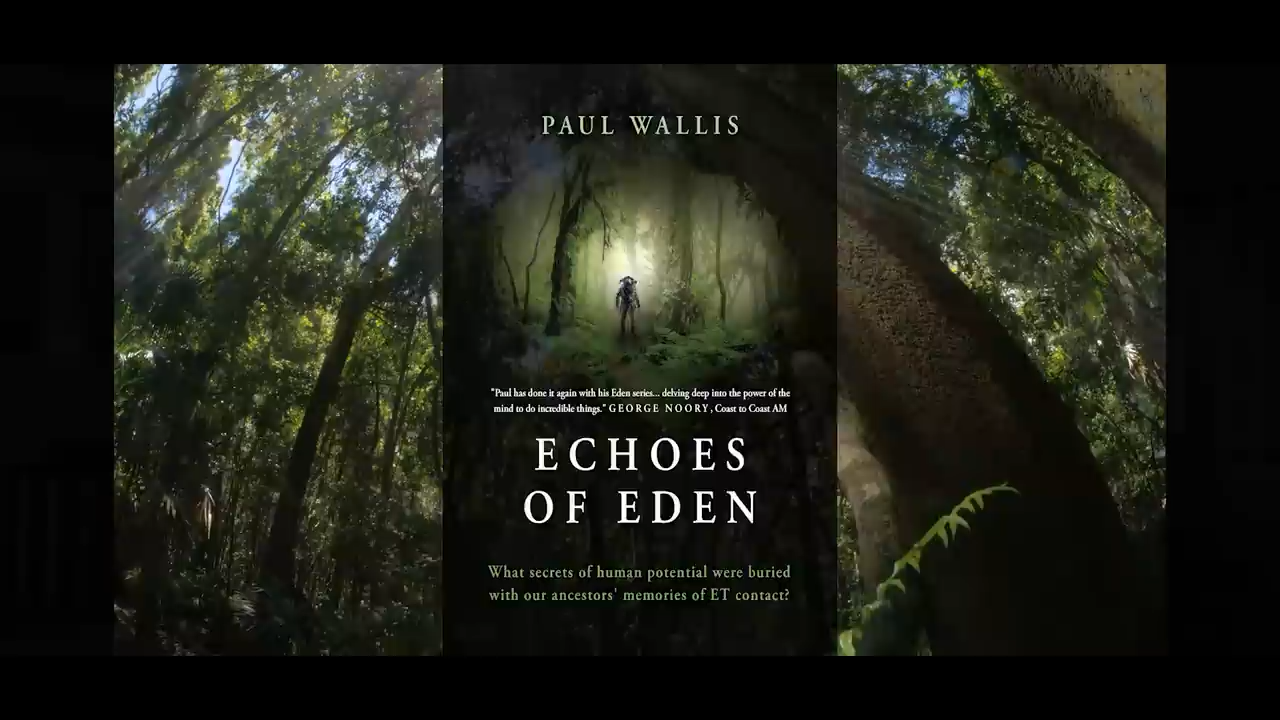 PAUL WALLIS
"Paul has done it again with his Eden series... delving deep into the power of the
mind to do incredible things." GEORGE NOORY, Coast to Coast AM
ECHOES
OF EDEN
What secrets of human potential were buried
with our ancestors' memories of ET contact?